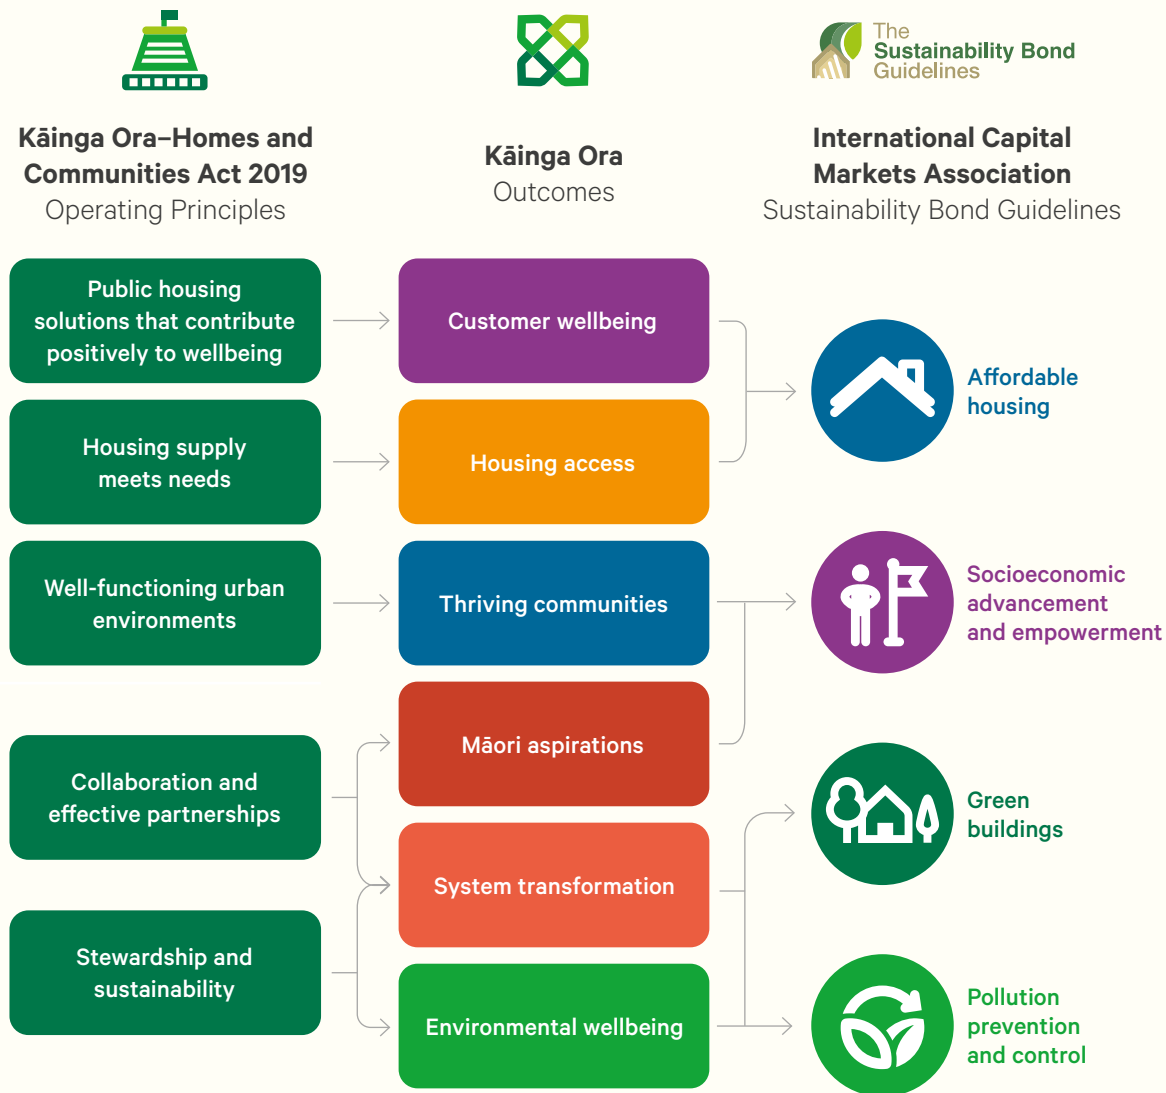 The
Sustainability Bond
Guidelines
Kāinga Ora–Homes and
Communities Act 2019
Operating Principles
Kāinga Ora
Outcomes
International Capital
Markets Association
Sustainability Bond Guidelines
Public housing
solutions that contribute
positively to wellbeing
Customer wellbeing
Affordable
housing
Housing supply
meets needs
Housing access
Well-functioning urban
environments
Thriving communities
Socioeconomic
advancement
and empowerment
Māori aspirations
Collaboration and
effective partnerships
Green
buildings
System transformation
Stewardship and
sustainability
Environmental wellbeing
Pollution
prevention
and control